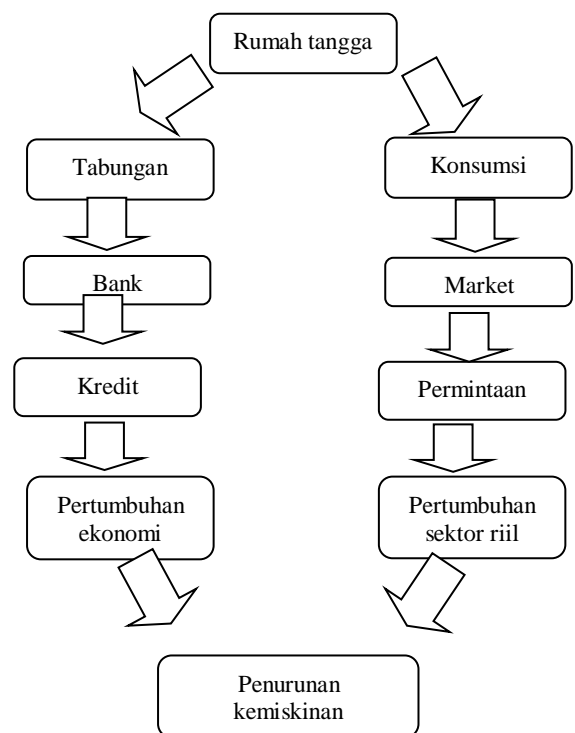 Rumah tangga
Tabungan
Konsumsi
Bank
Market
Kredit
Permintaan
Pertumbuhan
ekonomi
Pertumbuhan
sektor riil
Penurunan
kemiskinan